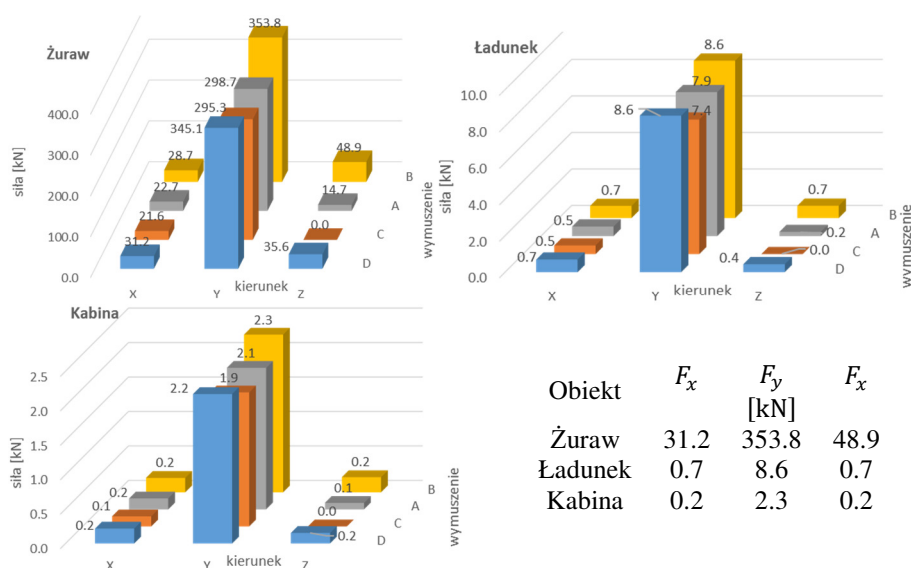 Żuraw
353.8
298.7
295.3
345.1
28.7
22.7
21.6
31.2
48.9
14.7
0.0
35.6
400.0
300.0
200.0
100.0
0.0
siła [kN]
X
Y
Z
kierunek
B
A
C
D
wymuszenie
Ładunek
8.6
7.9
7.4
8.6
0.7
0.5
0.5
0.7
0.7
0.2
0.0
0.4
10.0
8.0
6.0
4.0
2.0
0.0
siła [kN]
X
Y
Z
kierunek
B
A
C
D
wymuszenie
Kabina
2.3
2.1
1.9
2.2
0.2
0.2
0.1
0.2
0.2
0.1
0.0
0.2
2.5
2.0
1.5
1.0
0.5
0.0
siła [kN]
X
Y
Z
kierunek
B
A
C
D
wymuszenie
Obiekt F_x F_y F_x
[kN]
Żuraw 31.2 353.8 48.9
Ładunek 0.7 8.6 0.7
Kabina 0.2 2.3 0.2